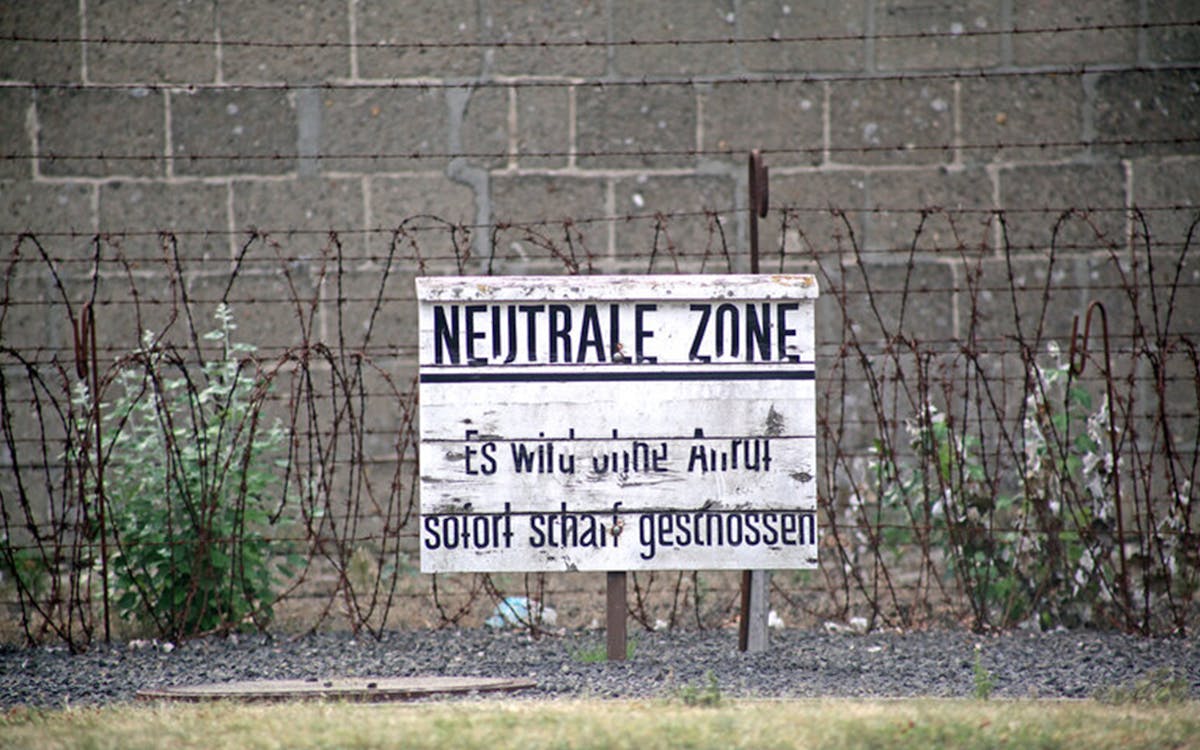 NEUTRALE ZONE
Es wird ohne Anruf
sofort scharf geschossen